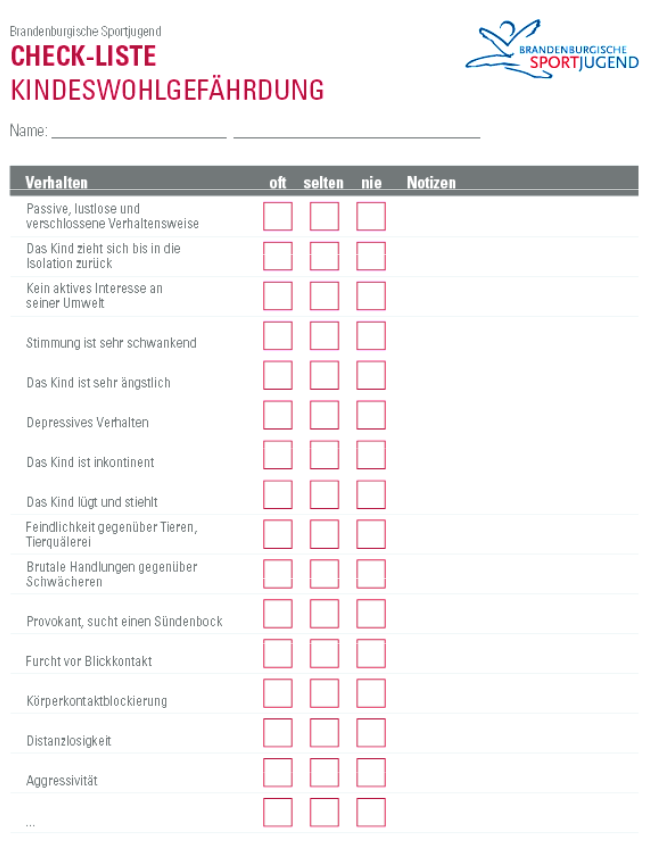 Brandenburgische Sportjugend
CHECK-LISTE
KINDESWOHLGEFÄHRDUNG
BRANDENBURGISCHE
SPORTJUGEND
Name:
Verhalten oft selten nie Notizen
Passive, lustlose und
verschlossene Verhaltensweise
Das Kind zieht sich bis in die
Isolation zurück
Kein aktives Interesse an
seiner Umwelt
Stimmung ist sehr schwankend
Das Kind ist sehr ängstlich
Depressives Verhalten
Das Kind ist inkontinent
Das Kind lügt und stiehlt
Feindlichkeit gegenüber Tieren,
Tierquälerei
Brutale Handlungen gegenüber
Schwächeren
Provokant, sucht einen Sündenbock
Furcht vor Blickkontakt
Körperkontaktblockierung
Distanzlosigkeit
Aggressivität
...